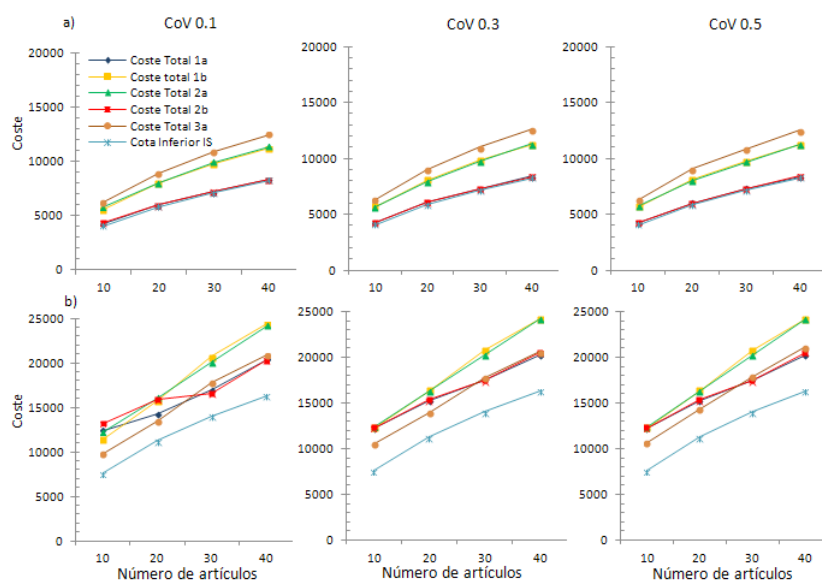 a)
CoV 0.1
CoV 0.3
CoV 0.5
Coste
20000
15000
10000
5000
0
Coste Total 1a
Coste total 1b
Coste Total 2a
Coste Total 2b
Coste Total 3a
Cota Inferior IS
10 20 30 40
20000
15000
10000
5000
0
10 20 30 40
20000
15000
10000
5000
0
10 20 30 40
b)
Coste
25000
20000
15000
10000
5000
0
10 20 30 40
Número de artículos
25000
20000
15000
10000
5000
0
10 20 30 40
Número de artículos
25000
20000
15000
10000
5000
0
10 20 30 40
Número de artículos